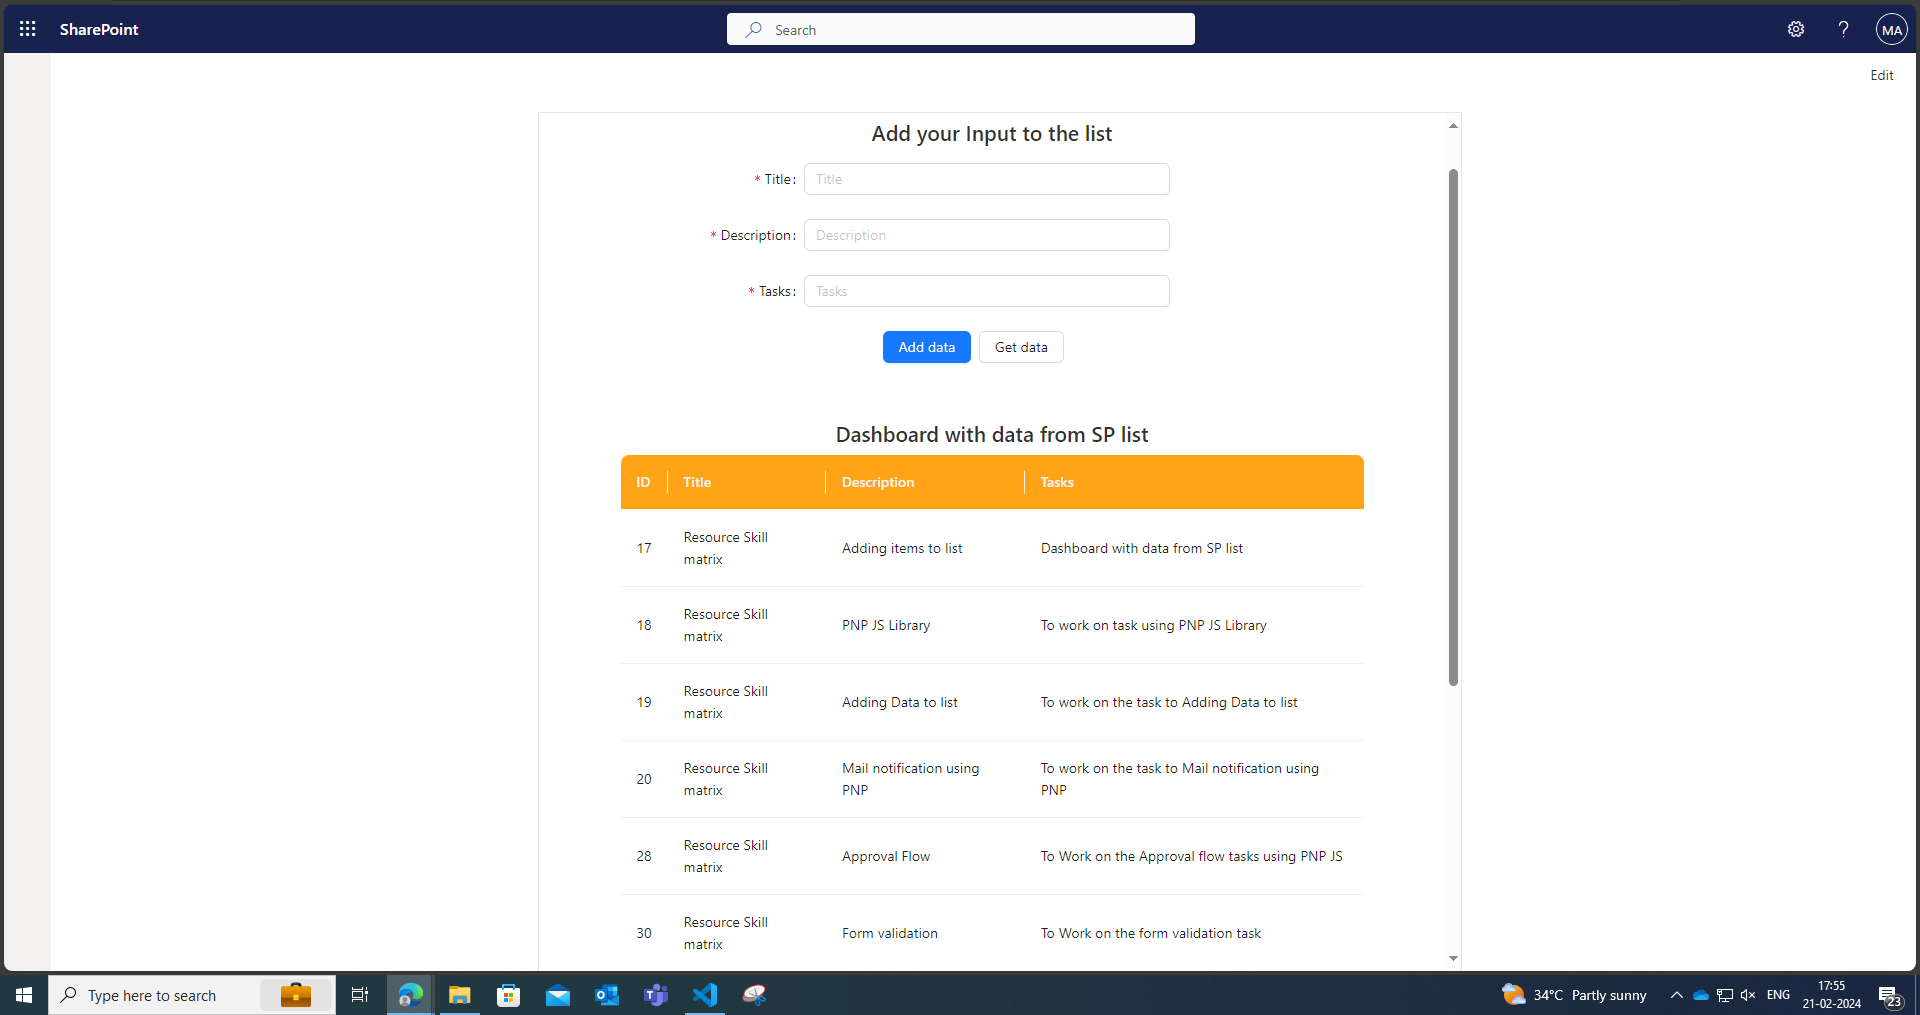 SharePoint
Search
?
MA
Edit
Add your Input to the list
* Title:
Title
* Description:
Description
* Tasks:
Tasks
Add data
Get data
Dashboard with data from SP list
ID Title Description Tasks
17 Resource Skill matrix Adding items to list Dashboard with data from SP list
18 Resource Skill matrix PNP JS Library To work on task using PNP JS Library
19 Resource Skill matrix Adding Data to list To work on the task to Adding Data to list
20 Resource Skill matrix Mail notification using PNP To work on the task to Mail notification using PNP
28 Resource Skill matrix Approval Flow To Work on the Approval flow tasks using PNP JS
30 Resource Skill matrix Form validation To Work on the form validation task
Type here to search
34°C Partly sunny
ENG
17:55
21-02-2024
23